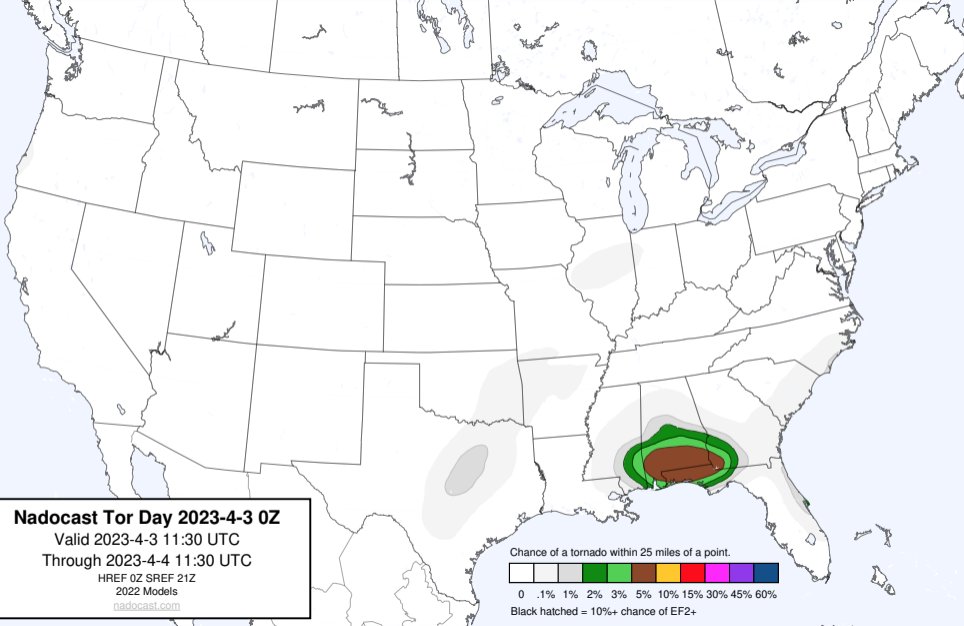 Nadocast Tor Day 2023-4-3 0Z
Valid 2023-4-3 11:30 UTC
Through 2023-4-4 11:30 UTC
HREF 0Z SREF 21Z
2022 Models
nadocast.com
Chance of a tornado within 25 miles of a point.
0 .1% 1% 2% 3% 5% 10% 15% 30% 45% 60%
Black hatched = 10%+ chance of EF2+